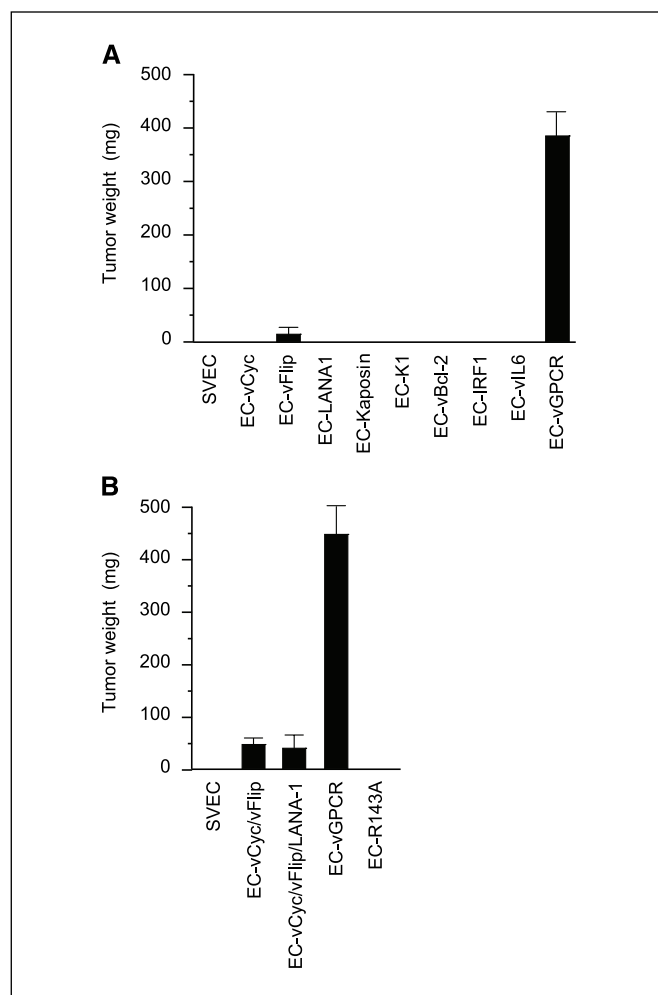 A
Tumor weight (mg)
500
400
300
200
100
0
SVEC
EC-vCyc
EC-vFlip
EC-LANA1
EC-Kaposin
EC-K1
EC-vBcl-2
EC-IRF1
EC-vIL6
EC-vGPCR
B
Tumor weight (mg)
500
400
300
200
100
0
SVEC
EC-vCyc/vFlip
EC-vCyc/vFlip/LANA-1
EC-vGPCR
EC-R143A